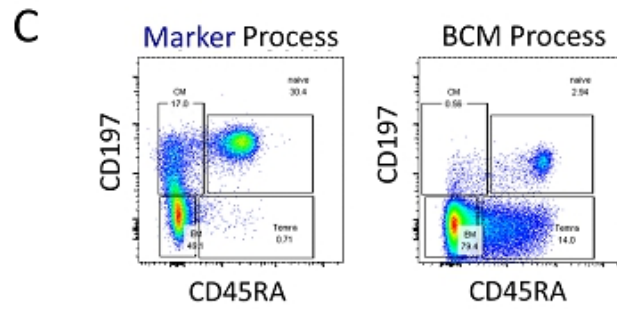 C
Marker Process
BCM Process
CD197
CM
17.0
naive
30.4
EM
Temra
0.71
CD45RA
CD197
CM
0.56
naive
2.94
EM
79.4
Temra
14.0
CD45RA